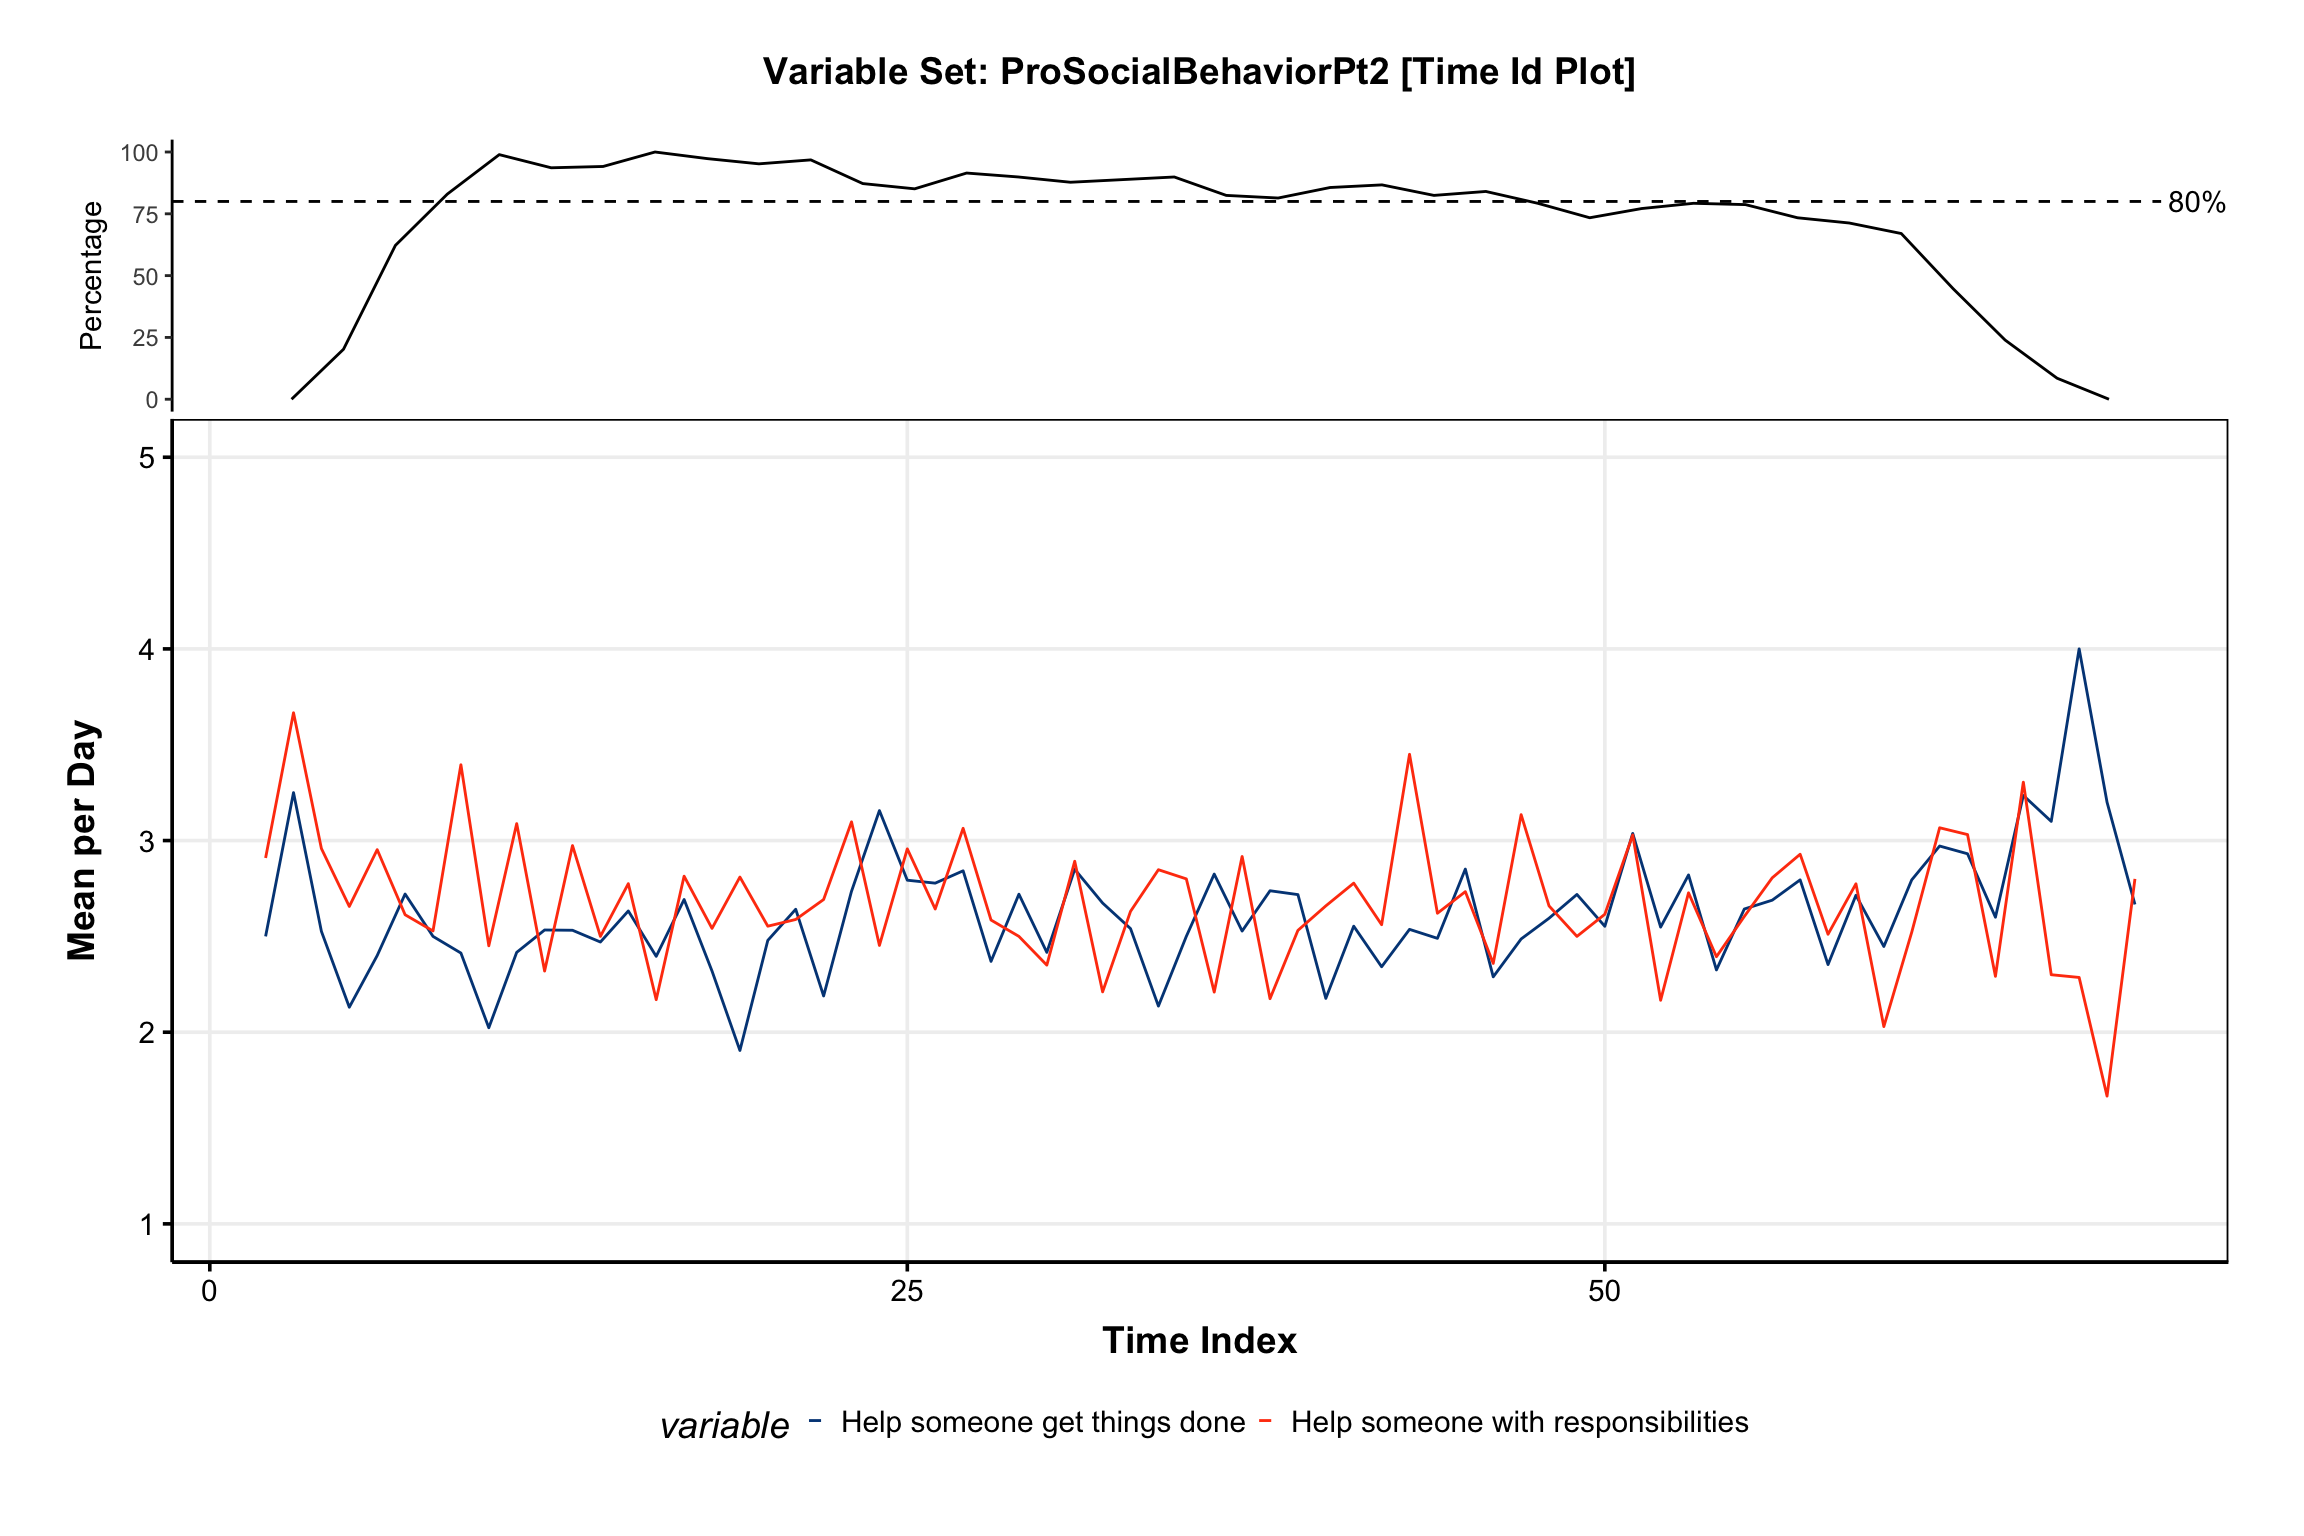 Variable Set: ProSocialBehaviorPt2 [Time Id Plot]
100
75
50
25
0
Percentage
80%
5
4
3
2
1
Mean per Day
0 25 50
Time Index
variable Help someone get things done Help someone with responsibilities